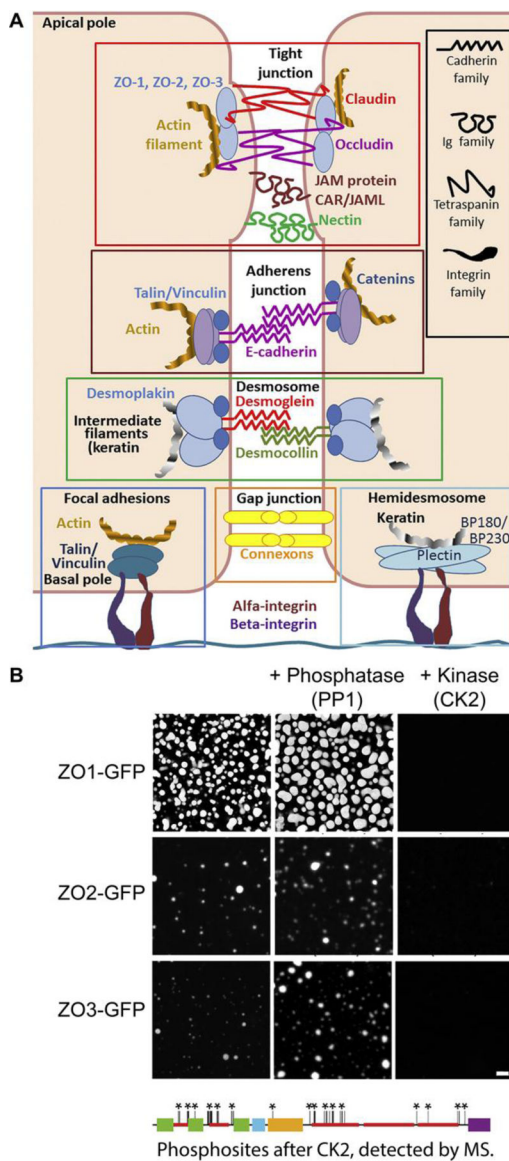 A
Apical pole
Tight
junction
ZO-1, ZO-2, ZO-3
Claudin
Actin
filament
Occludin
JAM protein
CAR/JAML
Nectin
Cadherin
family
Ig family
Tetraspanin
family
Integrin
family
Adherens
junction
Talin/Vinculin
Catenins
Actin
E-cadherin
Desmosome
Desmoplakin
Desmoglein
Intermediate
filaments
(keratin
Desmocollin
Focal adhesions
Actin
Talin/
Vinculin
Basal pole
Gap junction
Connexons
Hemidesmosome
Keratin
BP180/
BP230
Plectin
Alfa-integrin
Beta-integrin
B
+ Phosphatase
(PP1)
+ Kinase
(CK2)
ZO1-GFP
ZO2-GFP
ZO3-GFP
* * * * * * * * * * * * * *
Phosphosites after CK2, detected by MS.